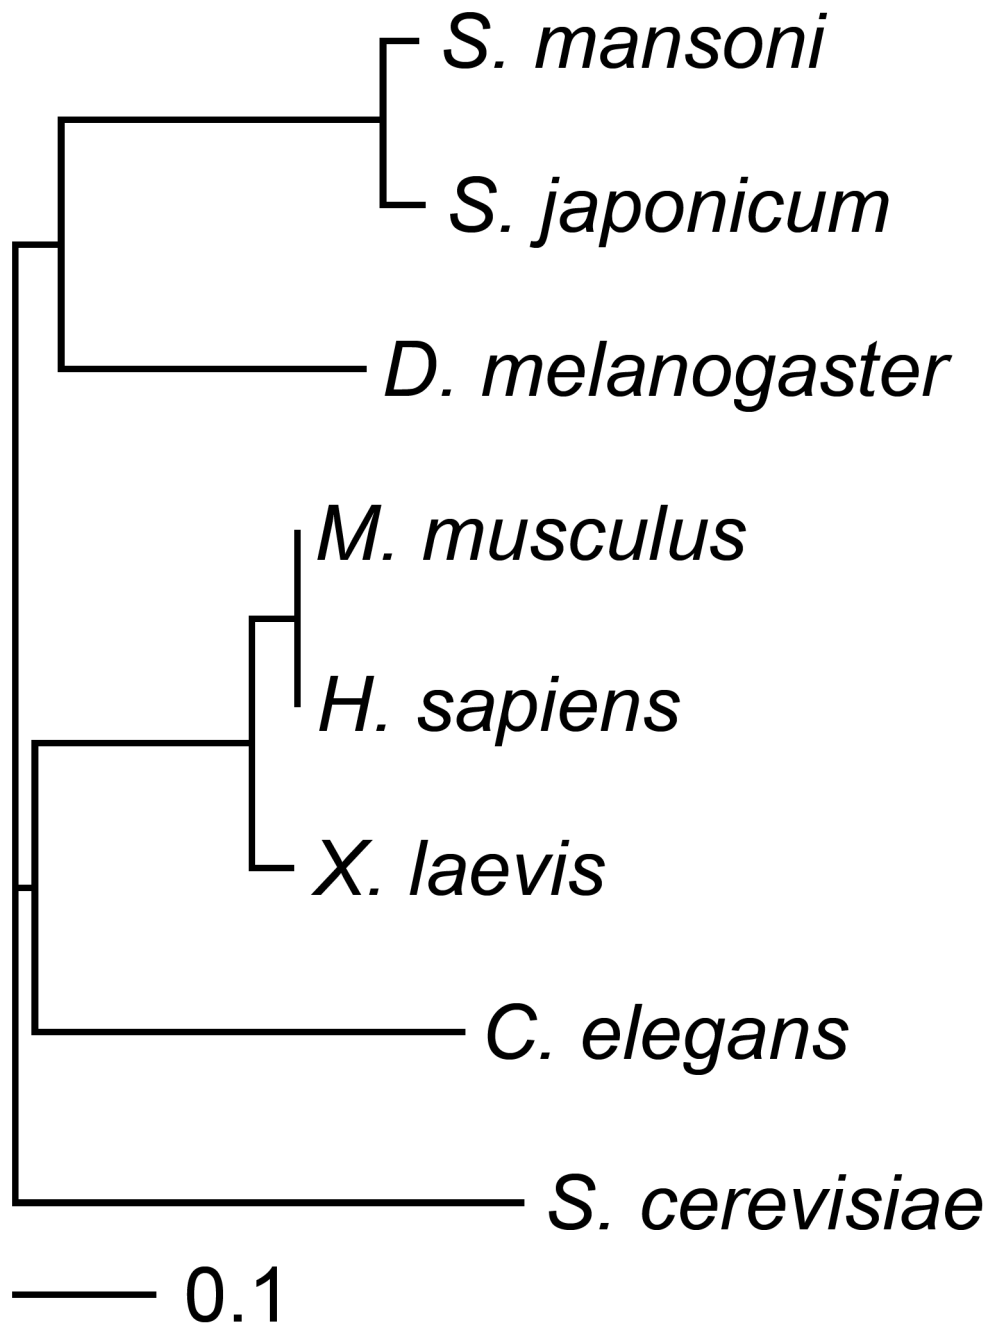 S. mansoni
S. japonicum
D. melanogaster
M. musculus
H. sapiens
X. laevis
C. elegans
S. cerevisiae
0.1